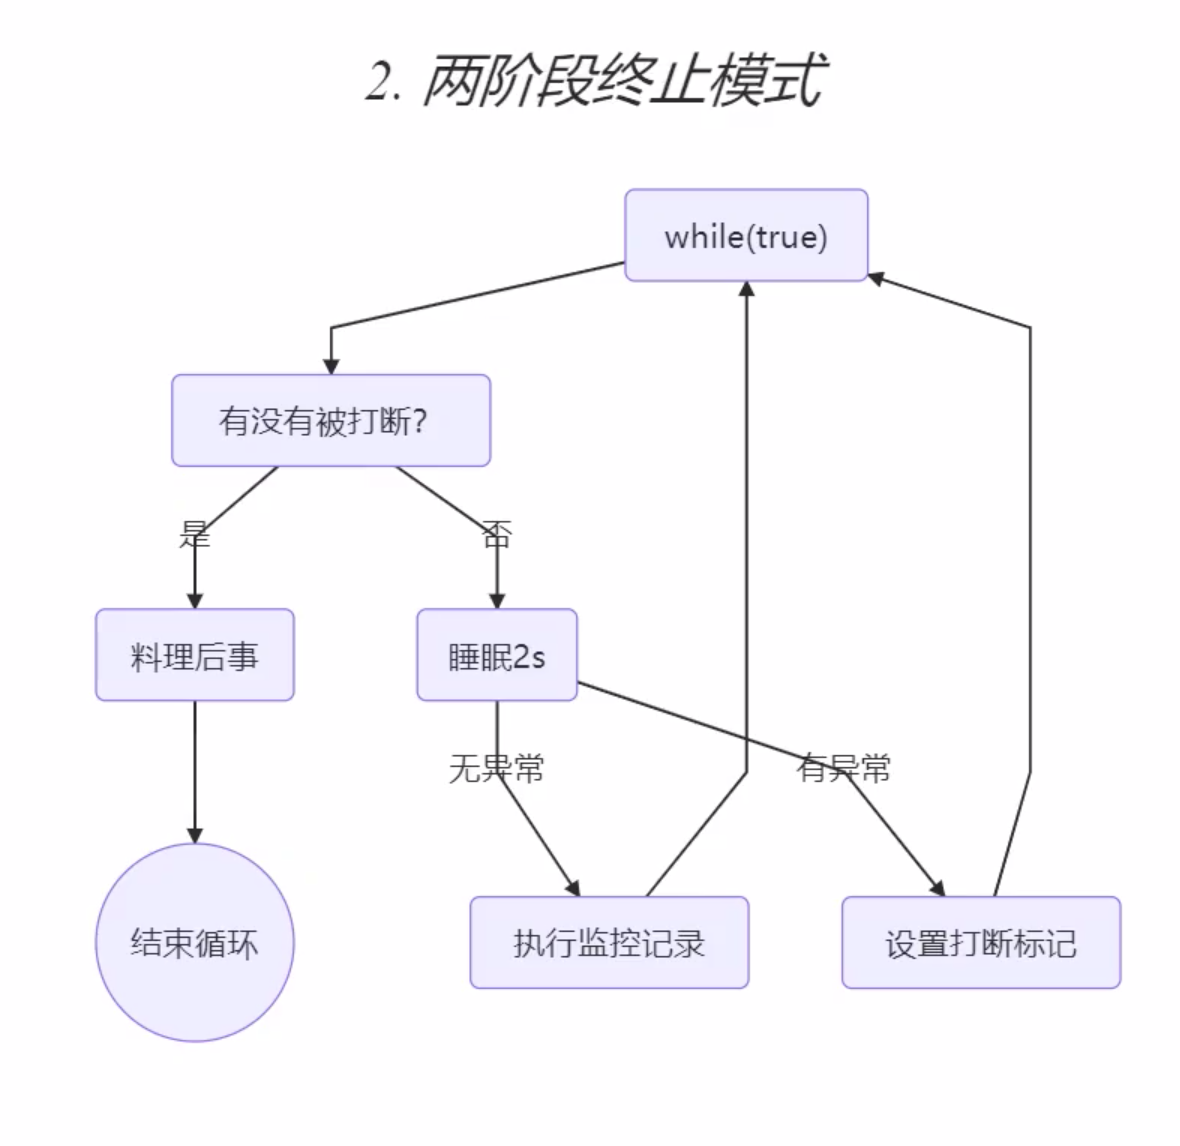 2. 两阶段终止模式
while(true)
有没有被打断?
是
否
料理后事
睡眠2s
无异常
有异常
结束循环
执行监控记录
设置打断标记